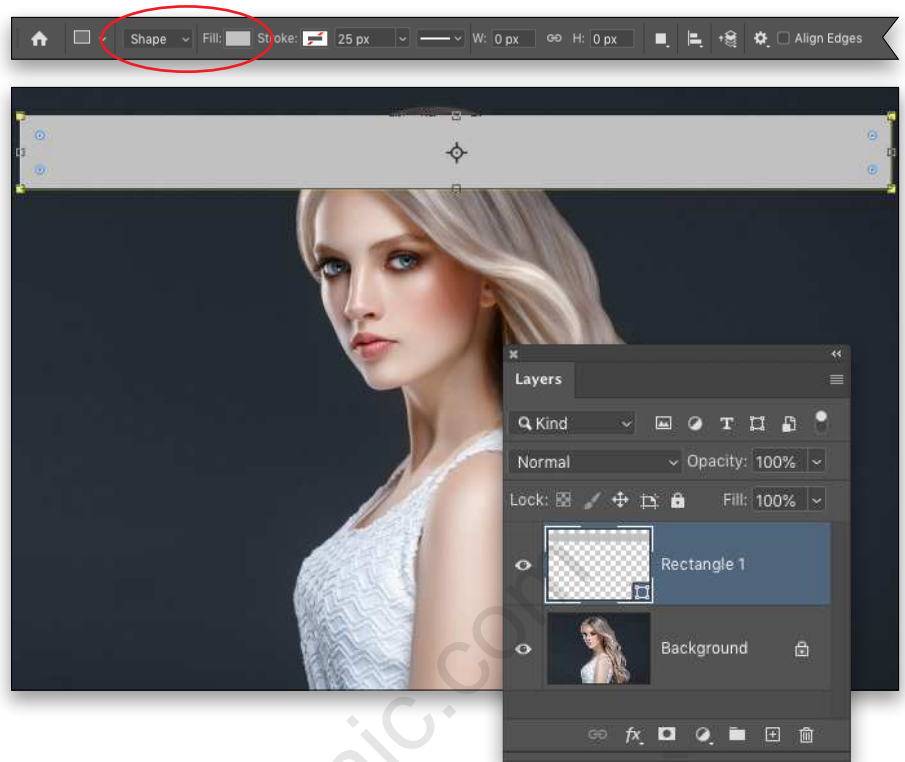 Shape Fill: Stroke: 25 px W: 0 px H: 0 px Align Edges
Layers
Kind
Normal Opacity: 100%
Lock: Fill: 100%
Rectangle 1
Background
fx